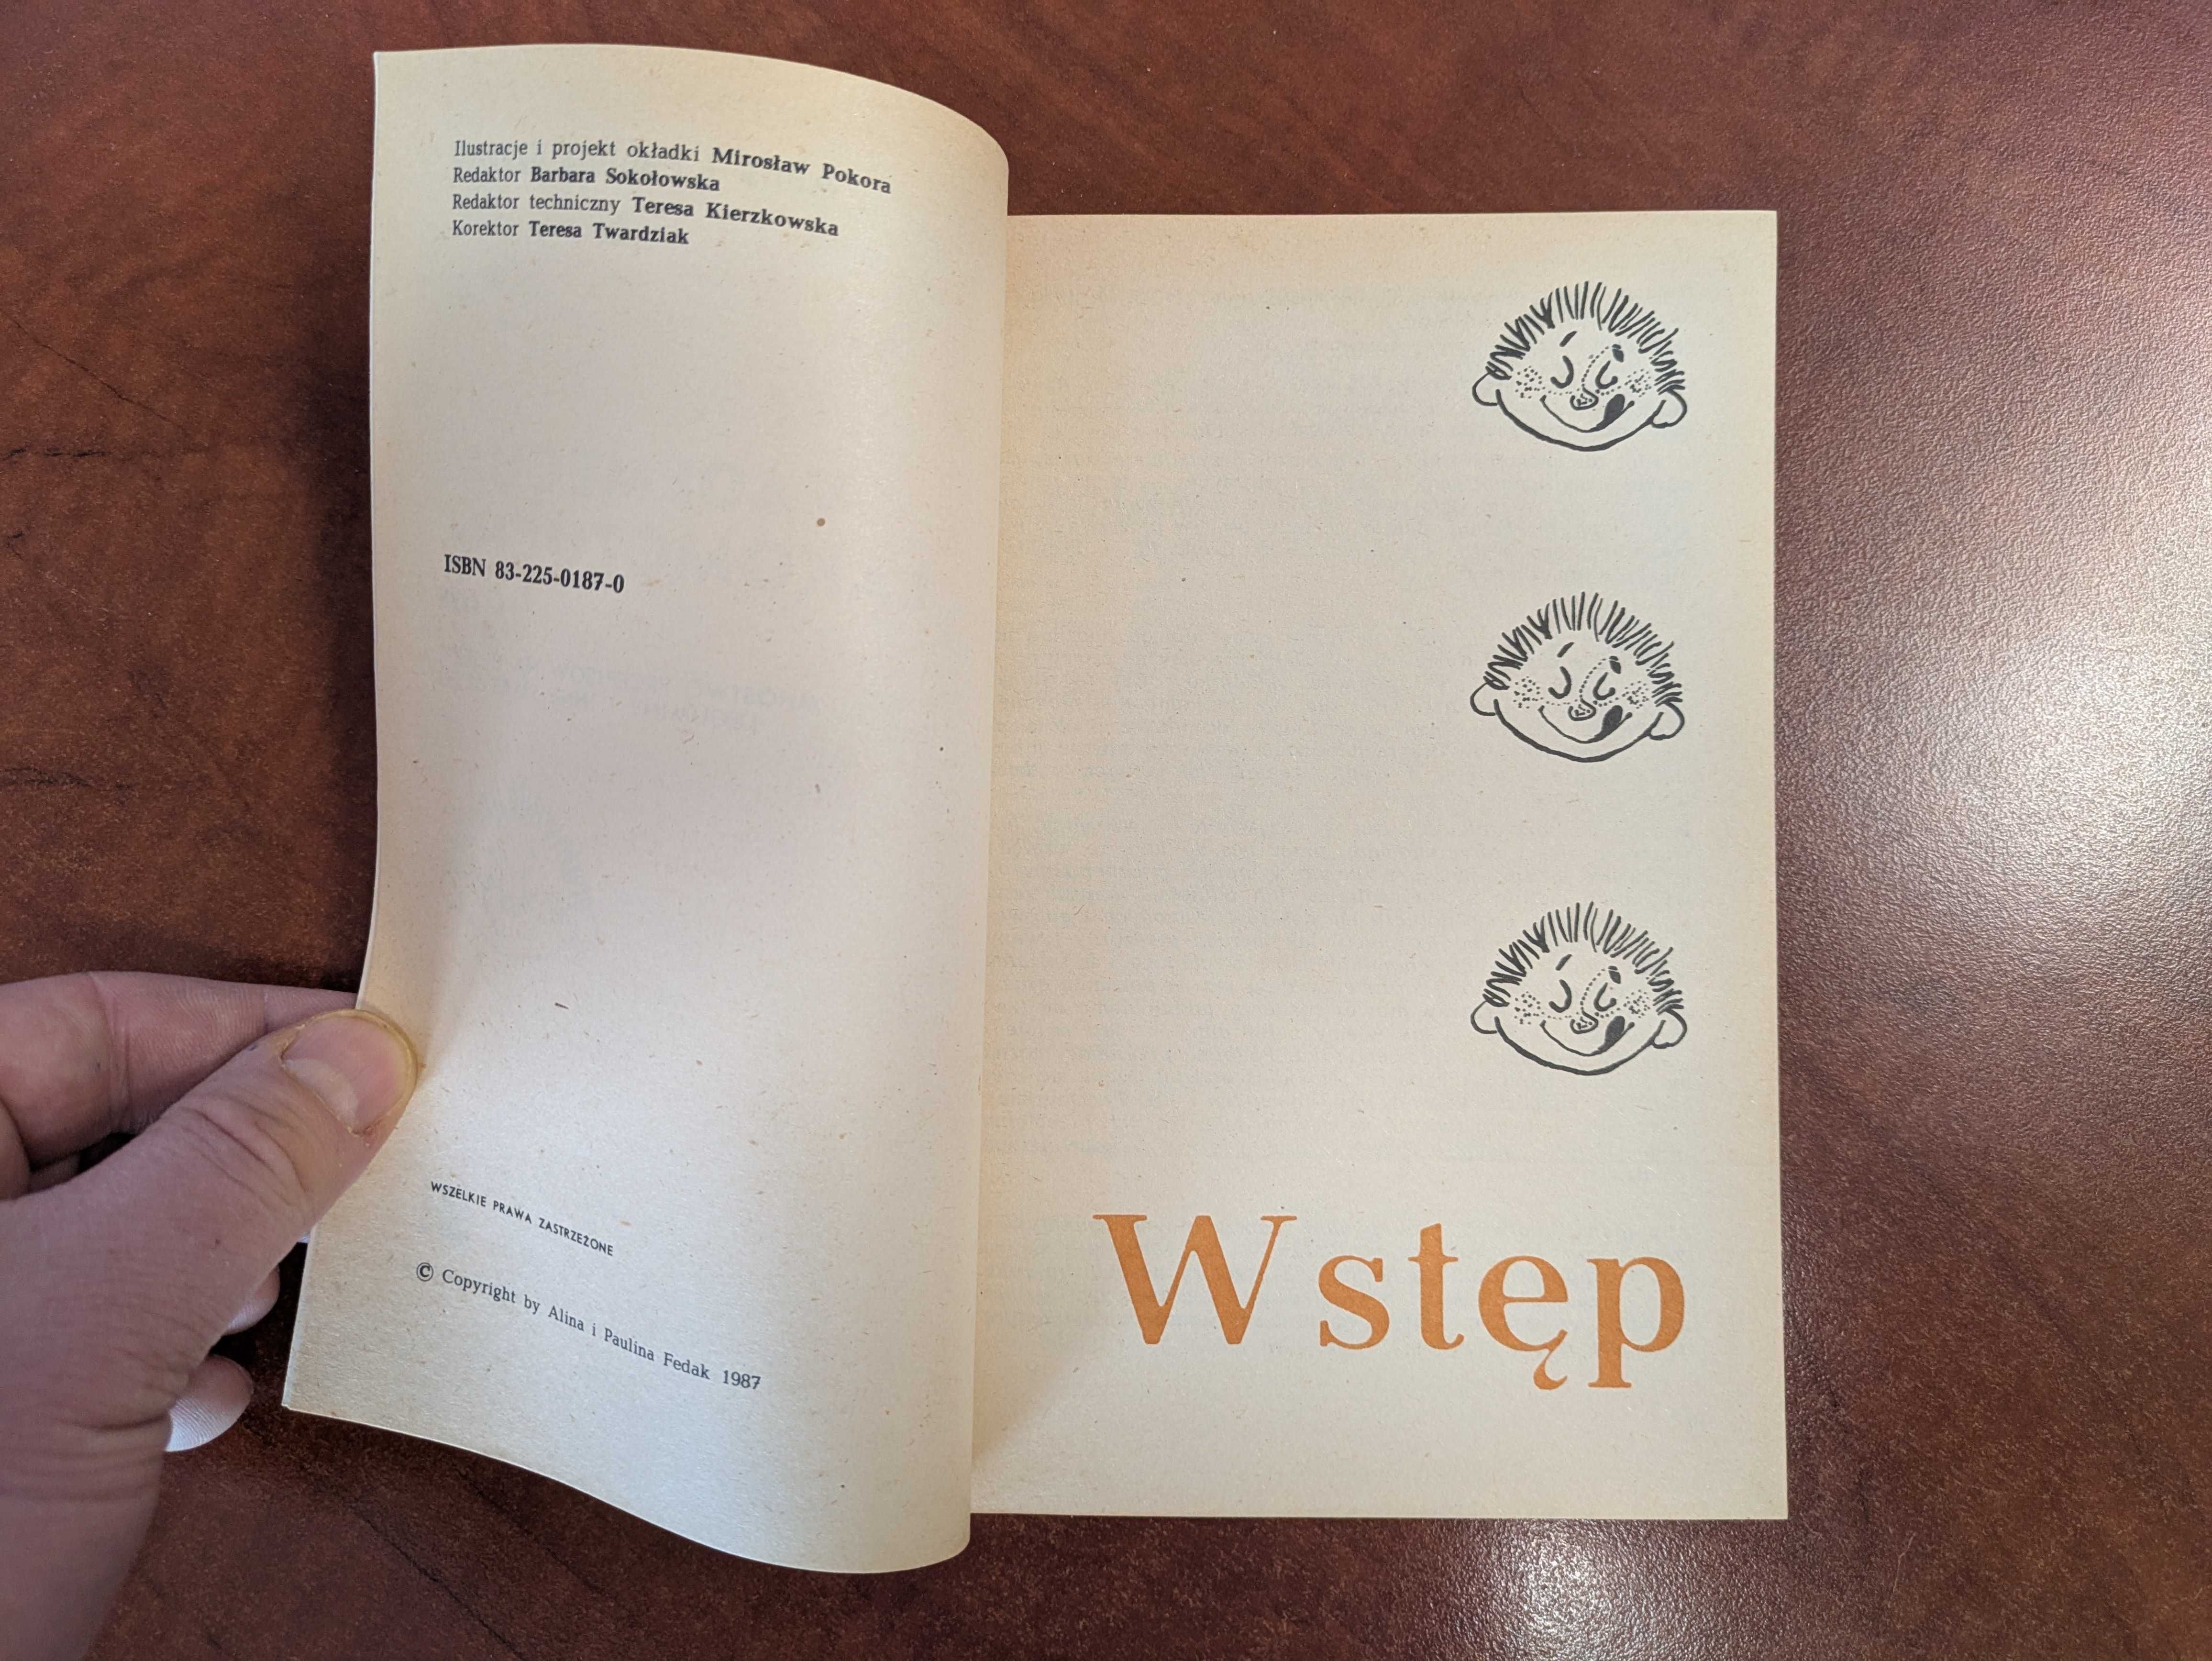 Ilustracje i projekt okładki Mirosław Pokora
Redaktor Barbara Sokołowska
Redaktor techniczny Teresa Kierzkowska
Korektor Teresa Twardziak
ISBN 83-225-0187-0
WSZELKIE PRAWA ZASTRZEŻONE
© Copyright by Alina i Paulina Fedak 1987
Wstęp